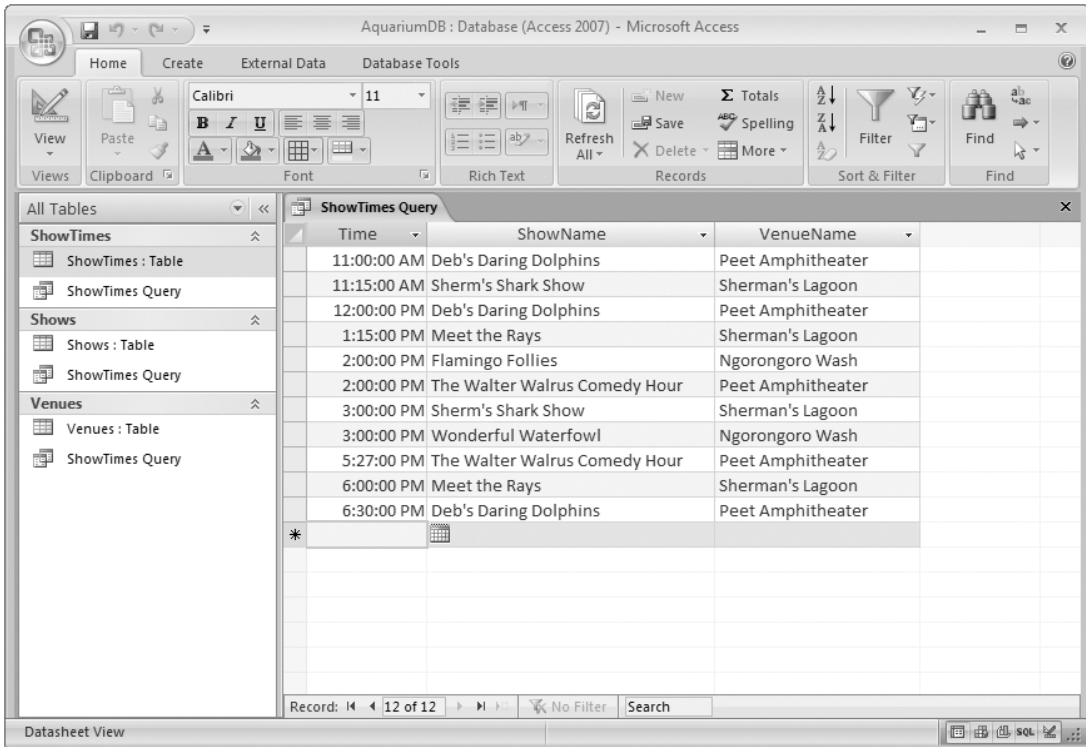 AquariumDB : Database (Access 2007) - Microsoft Access
Home Create External Data Database Tools
View
Views
Paste
Clipboard
Calibri 11
B I U
A
Font
Rich Text
Refresh All
New
Save
Delete
Σ Totals
ABC Spelling
More
Records
Filter
Sort & Filter
Find
Find
All Tables
ShowTimes
ShowTimes : Table
ShowTimes Query
Shows
Shows : Table
ShowTimes Query
Venues
Venues : Table
ShowTimes Query
ShowTimes Query
Time ShowName VenueName
11:00:00 AM Deb's Daring Dolphins Peet Amphitheater
11:15:00 AM Sherm's Shark Show Sherman's Lagoon
12:00:00 PM Deb's Daring Dolphins Peet Amphitheater
1:15:00 PM Meet the Rays Sherman's Lagoon
2:00:00 PM Flamingo Follies Ngorongoro Wash
2:00:00 PM The Walter Walrus Comedy Hour Peet Amphitheater
3:00:00 PM Sherm's Shark Show Sherman's Lagoon
3:00:00 PM Wonderful Waterfowl Ngorongoro Wash
5:27:00 PM The Walter Walrus Comedy Hour Peet Amphitheater
6:00:00 PM Meet the Rays Sherman's Lagoon
6:30:00 PM Deb's Daring Dolphins Peet Amphitheater
Record: 12 of 12 No Filter Search
Datasheet View SQL